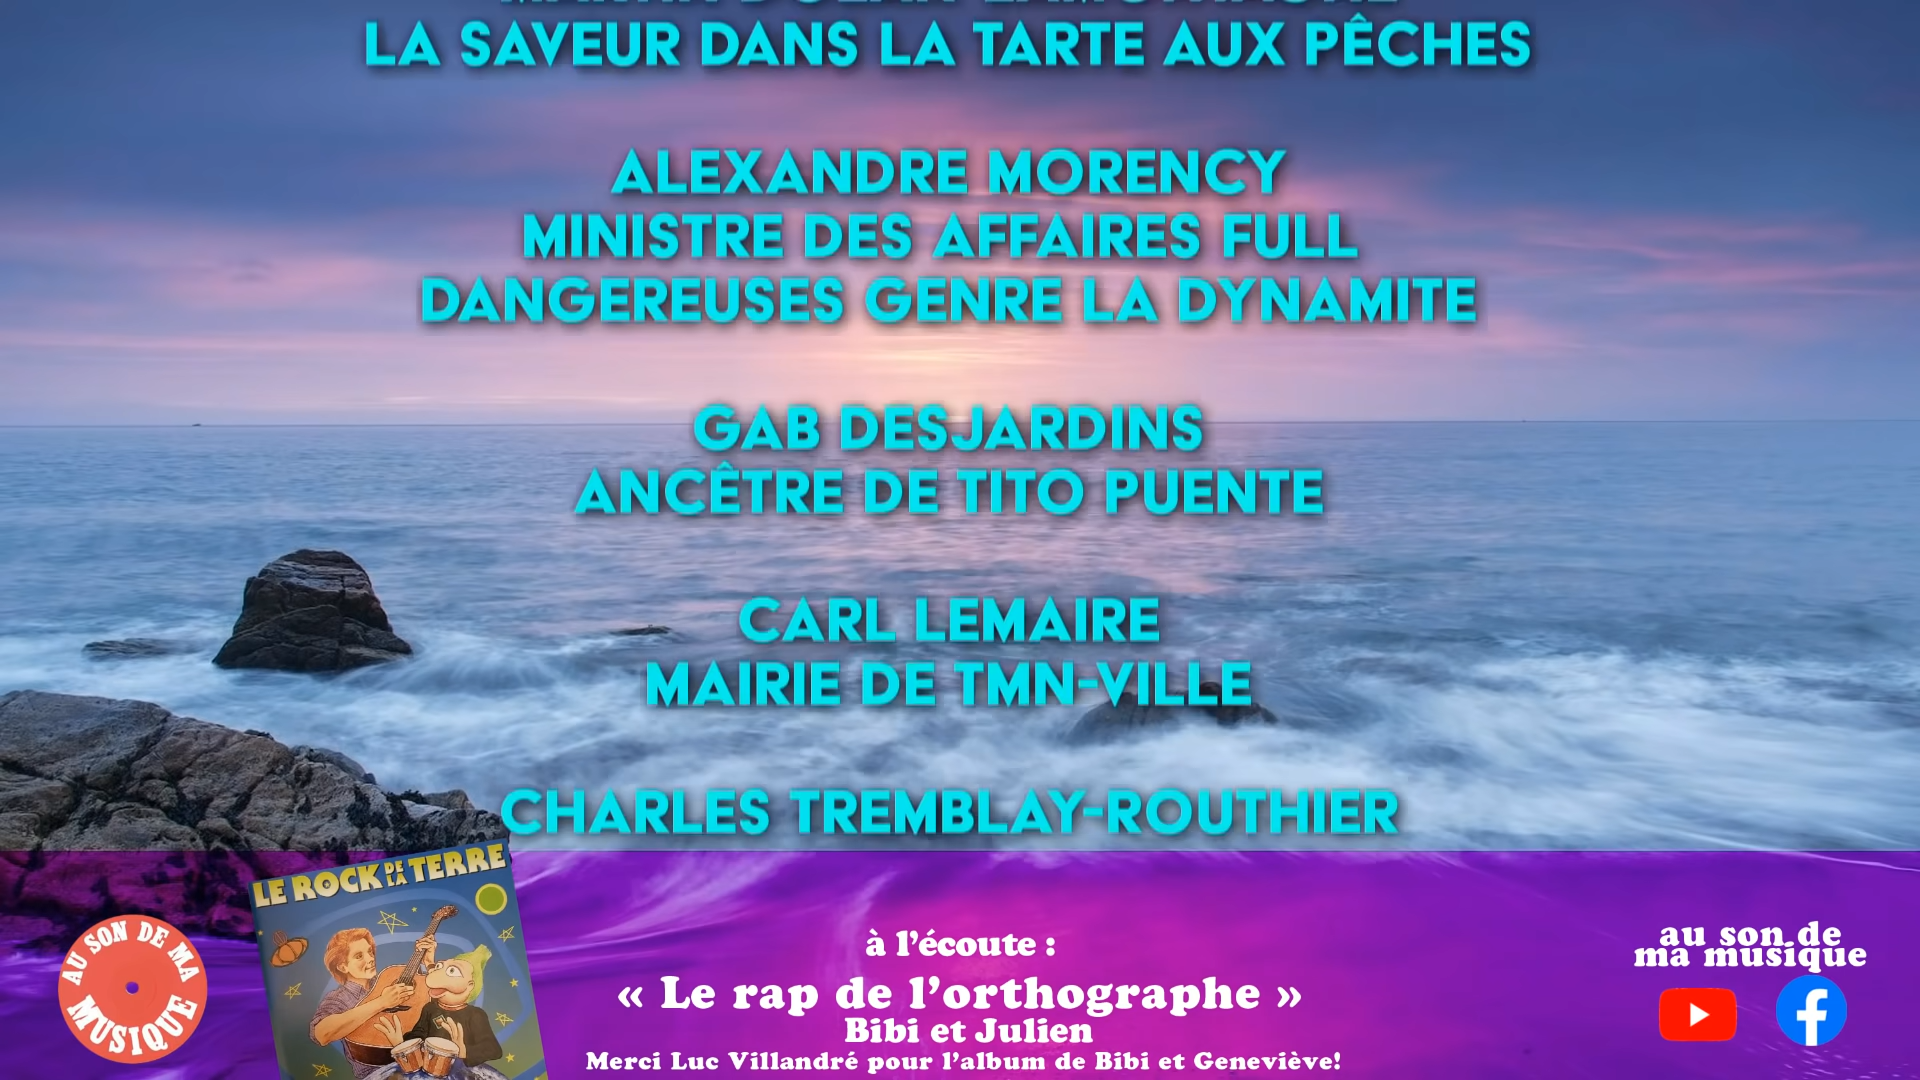 LA SAVEUR DANS LA TARTE AUX PÊCHES
ALEXANDRE MORENCY
MINISTRE DES AFFAIRES FULL
DANGEREUSES GENRE LA DYNAMITE
GAB DESJARDINS
ANCÊTRE DE TITO PUENTE
CARL LEMAIRE
MAIRIE DE TMN-VILLE
CHARLES TREMBLAY-ROUTHIER
LE ROCK DE LA TERRE
AU SON DE MA MUSIQUE
à l'écoute :
« Le rap de l'orthographe »
Bibi et Julien
Merci Luc Villandré pour l'album de Bibi et Geneviève!
au son de
ma musique